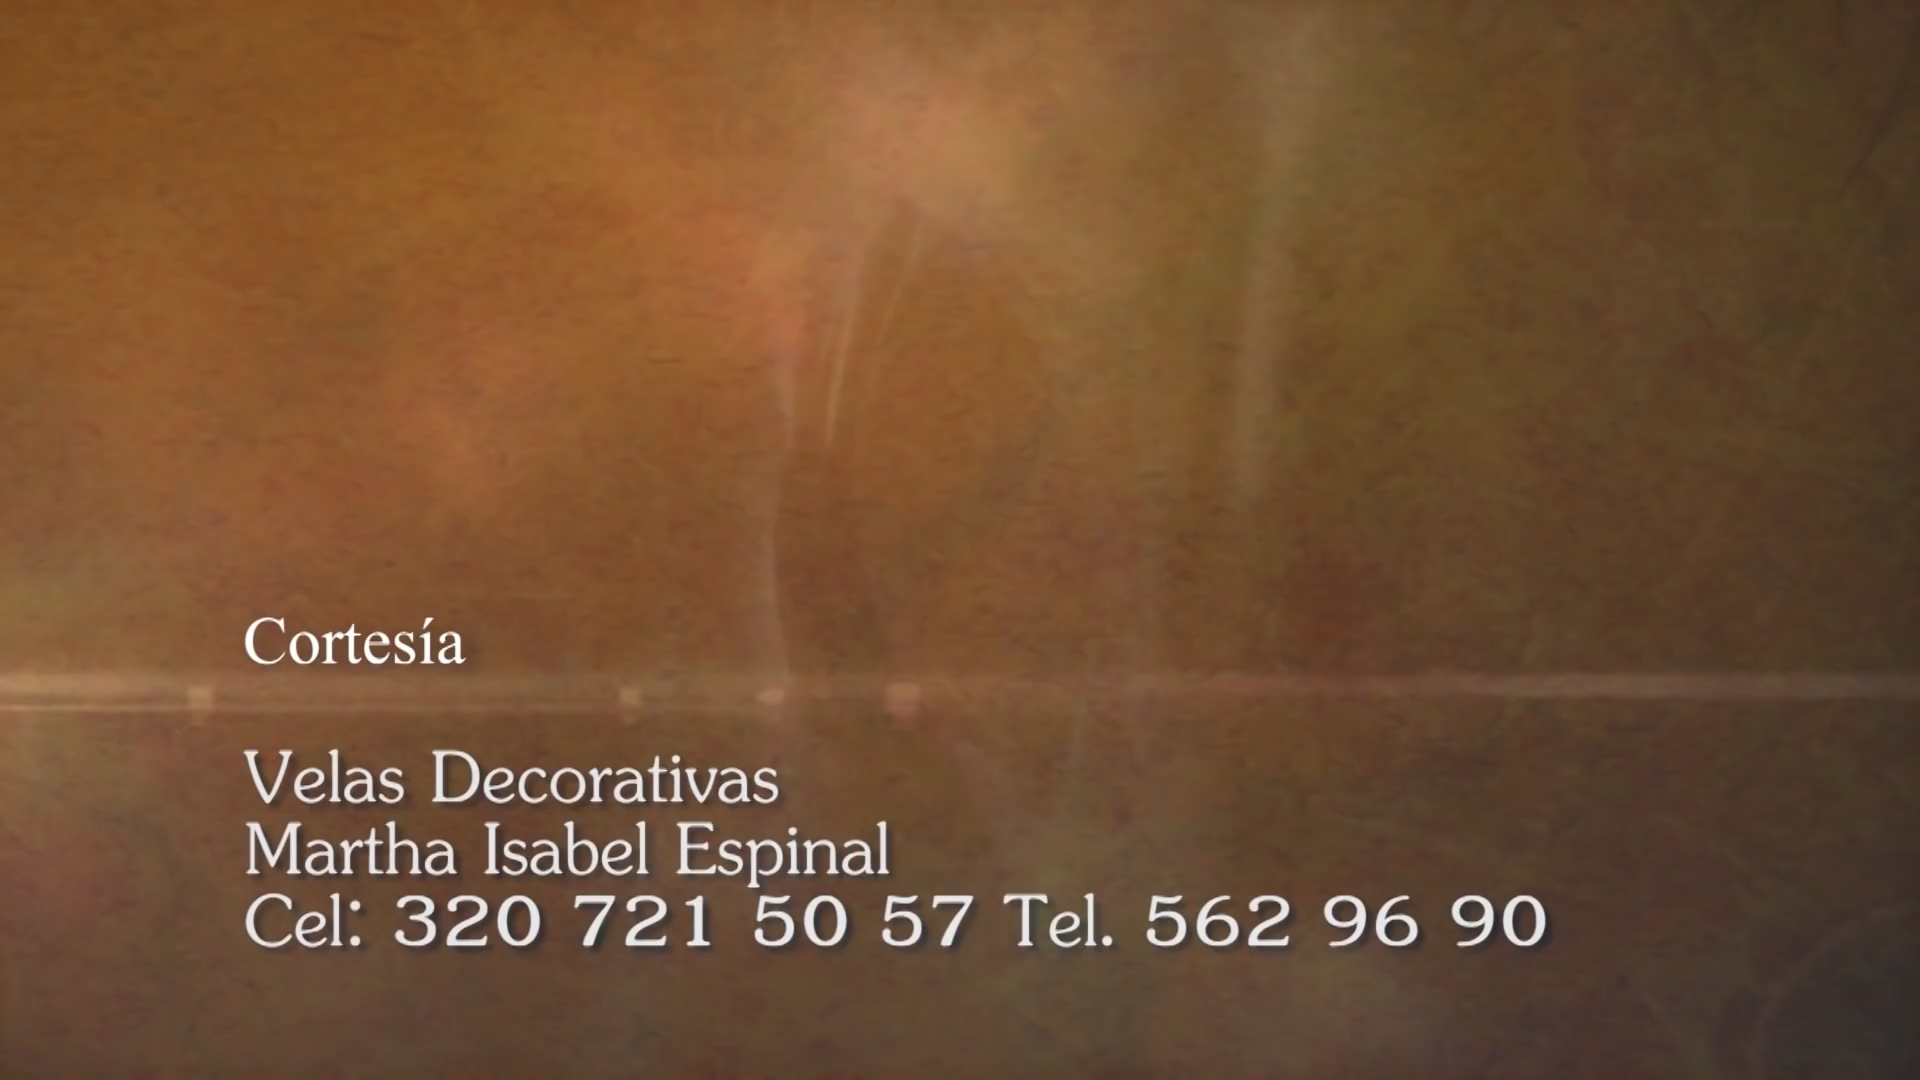 Cortesía
Velas Decorativas
Martha Isabel Espinal
Cel: 320 721 50 57 Tel. 562 96 90